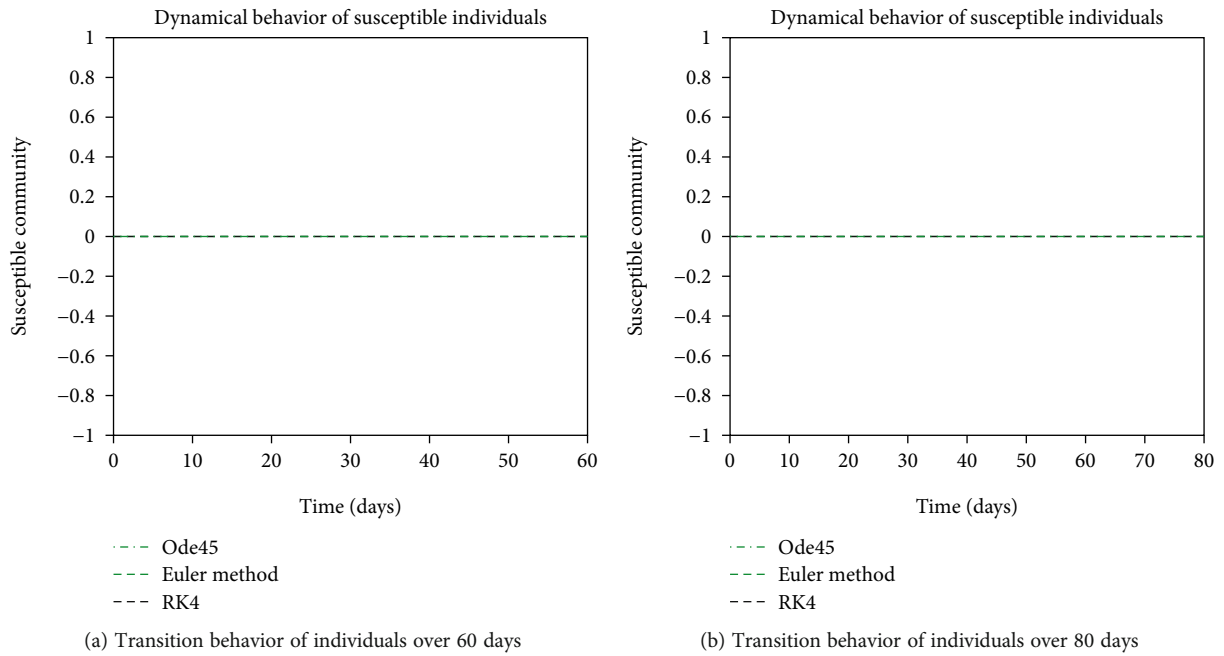 Dynamical behavior of susceptible individuals
1
0.8
0.6
0.4
0.2
0
−0.2
−0.4
−0.6
−0.8
−1
Susceptible community
0 10 20 30 40 50 60
Time (days)
Ode45
Euler method
RK4
(a) Transition behavior of individuals over 60 days
Dynamical behavior of susceptible individuals
1
0.8
0.6
0.4
0.2
0
−0.2
−0.4
−0.6
−0.8
−1
Susceptible community
0 10 20 30 40 50 60 70 80
Time (days)
Ode45
Euler method
RK4
(b) Transition behavior of individuals over 80 days